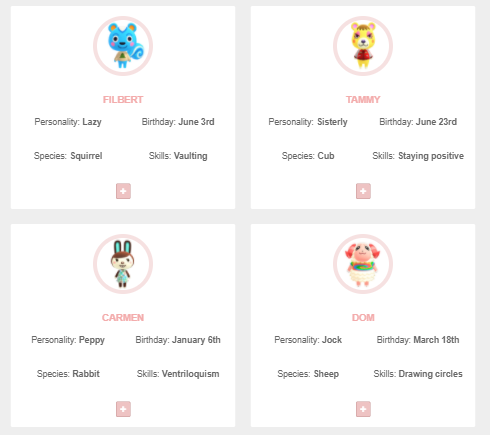 FILBERT
Personality: Lazy
Birthday: June 3rd
Species: Squirrel
Skills: Vaulting
+
TAMMY
Personality: Sisterly
Birthday: June 23rd
Species: Cub
Skills: Staying positive
+
CARMEN
Personality: Peppy
Birthday: January 6th
Species: Rabbit
Skills: Ventriloquism
+
DOM
Personality: Jock
Birthday: March 18th
Species: Sheep
Skills: Drawing circles
+